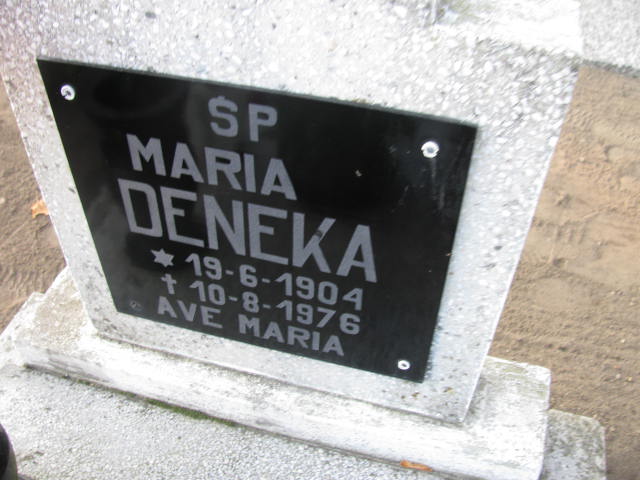 ŚP
MARIA
DENEKA
* 19-6-1904
† 10-8-1976
AVE MARIA